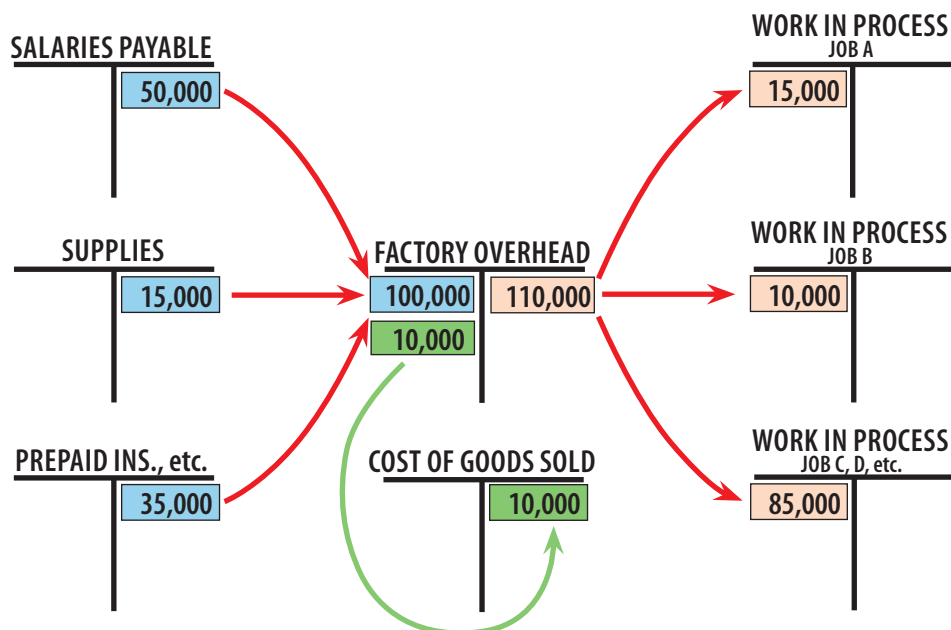 SALARIES PAYABLE
50,000
SUPPLIES
15,000
PREPAID INS., etc.
35,000
FACTORY OVERHEAD
100,000 110,000
10,000
COST OF GOODS SOLD
10,000
WORK IN PROCESS
JOB A
15,000
WORK IN PROCESS
JOB B
10,000
WORK IN PROCESS
JOB C, D, etc.
85,000